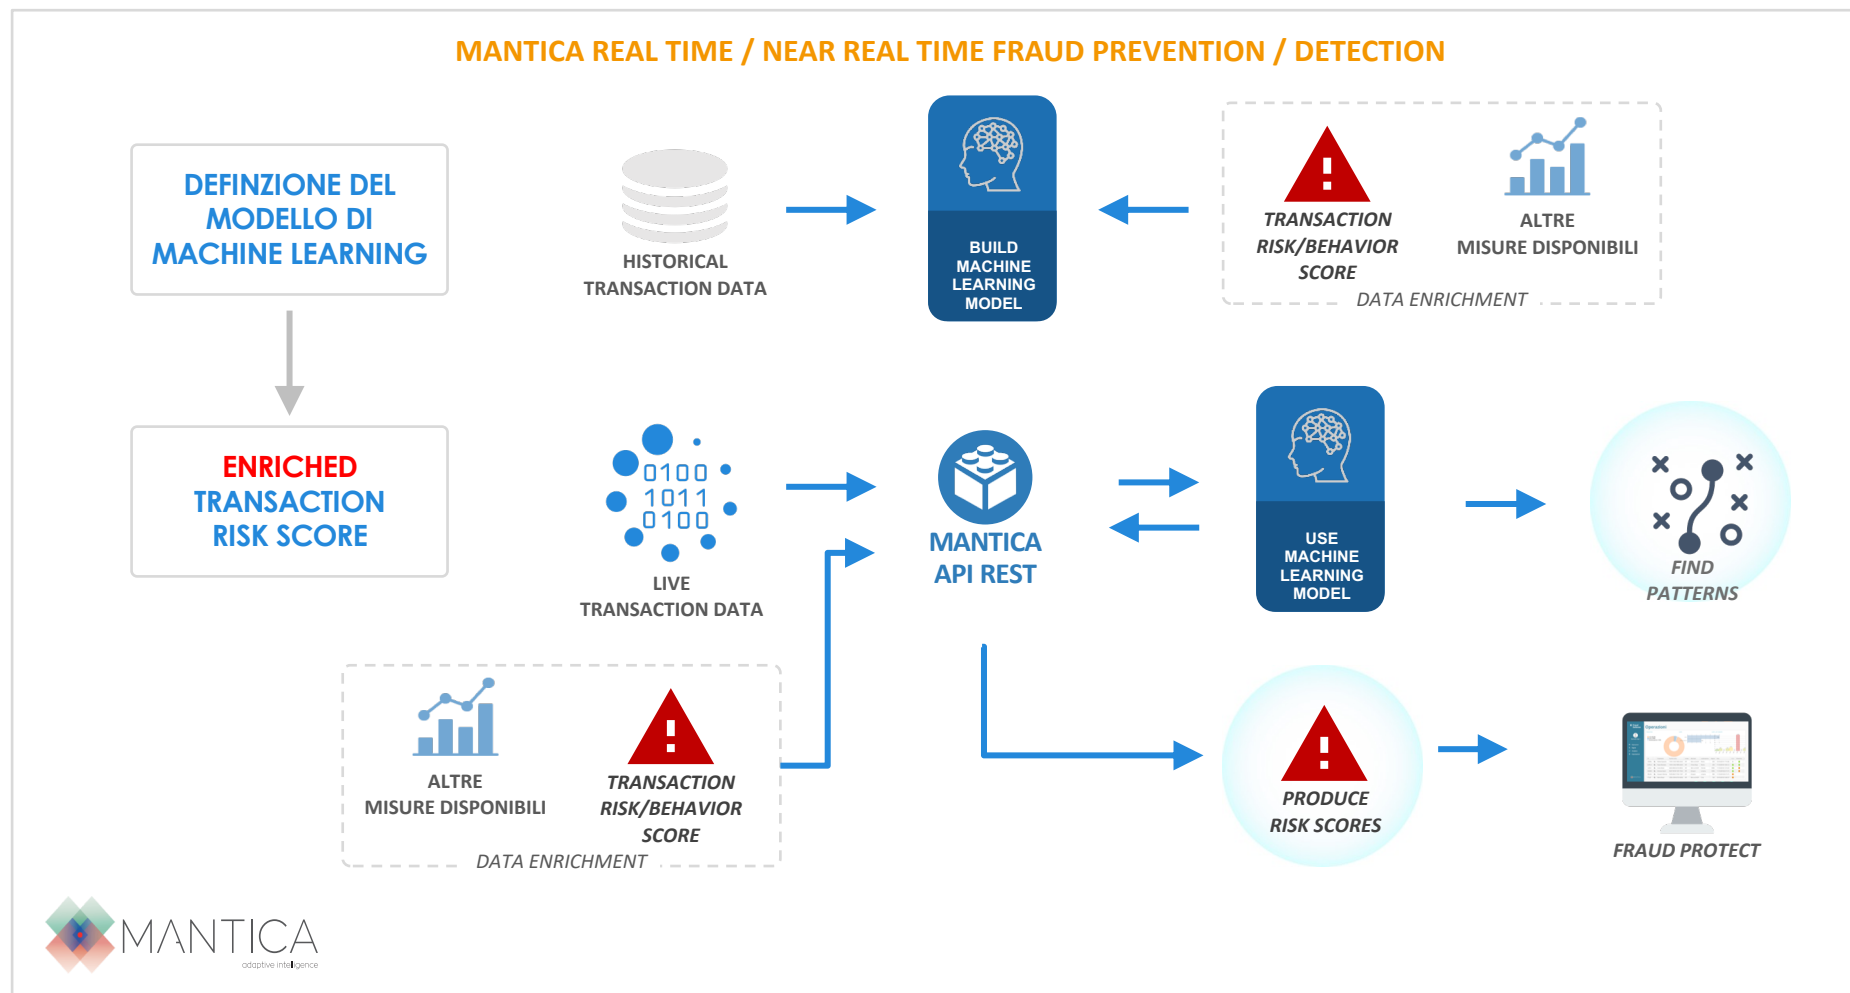 MANTICA REAL TIME / NEAR REAL TIME FRAUD PREVENTION / DETECTION
DEFINZIONE DEL
MODELLO DI
MACHINE LEARNING
HISTORICAL
TRANSACTION DATA
BUILD
MACHINE
LEARNING
MODEL
TRANSACTION
RISK/BEHAVIOR
SCORE
ALTRE
MISURE DISPONIBILI
DATA ENRICHMENT
ENRICHED
TRANSACTION
RISK SCORE
0100
1011
0100
LIVE
TRANSACTION DATA
MANTICA
API REST
USE
MACHINE
LEARNING
MODEL
FIND
PATTERNS
ALTRE
MISURE DISPONIBILI
TRANSACTION
RISK/BEHAVIOR
SCORE
DATA ENRICHMENT
PRODUCE
RISK SCORES
FRAUD PROTECT
MANTICA
adaptive intelligence